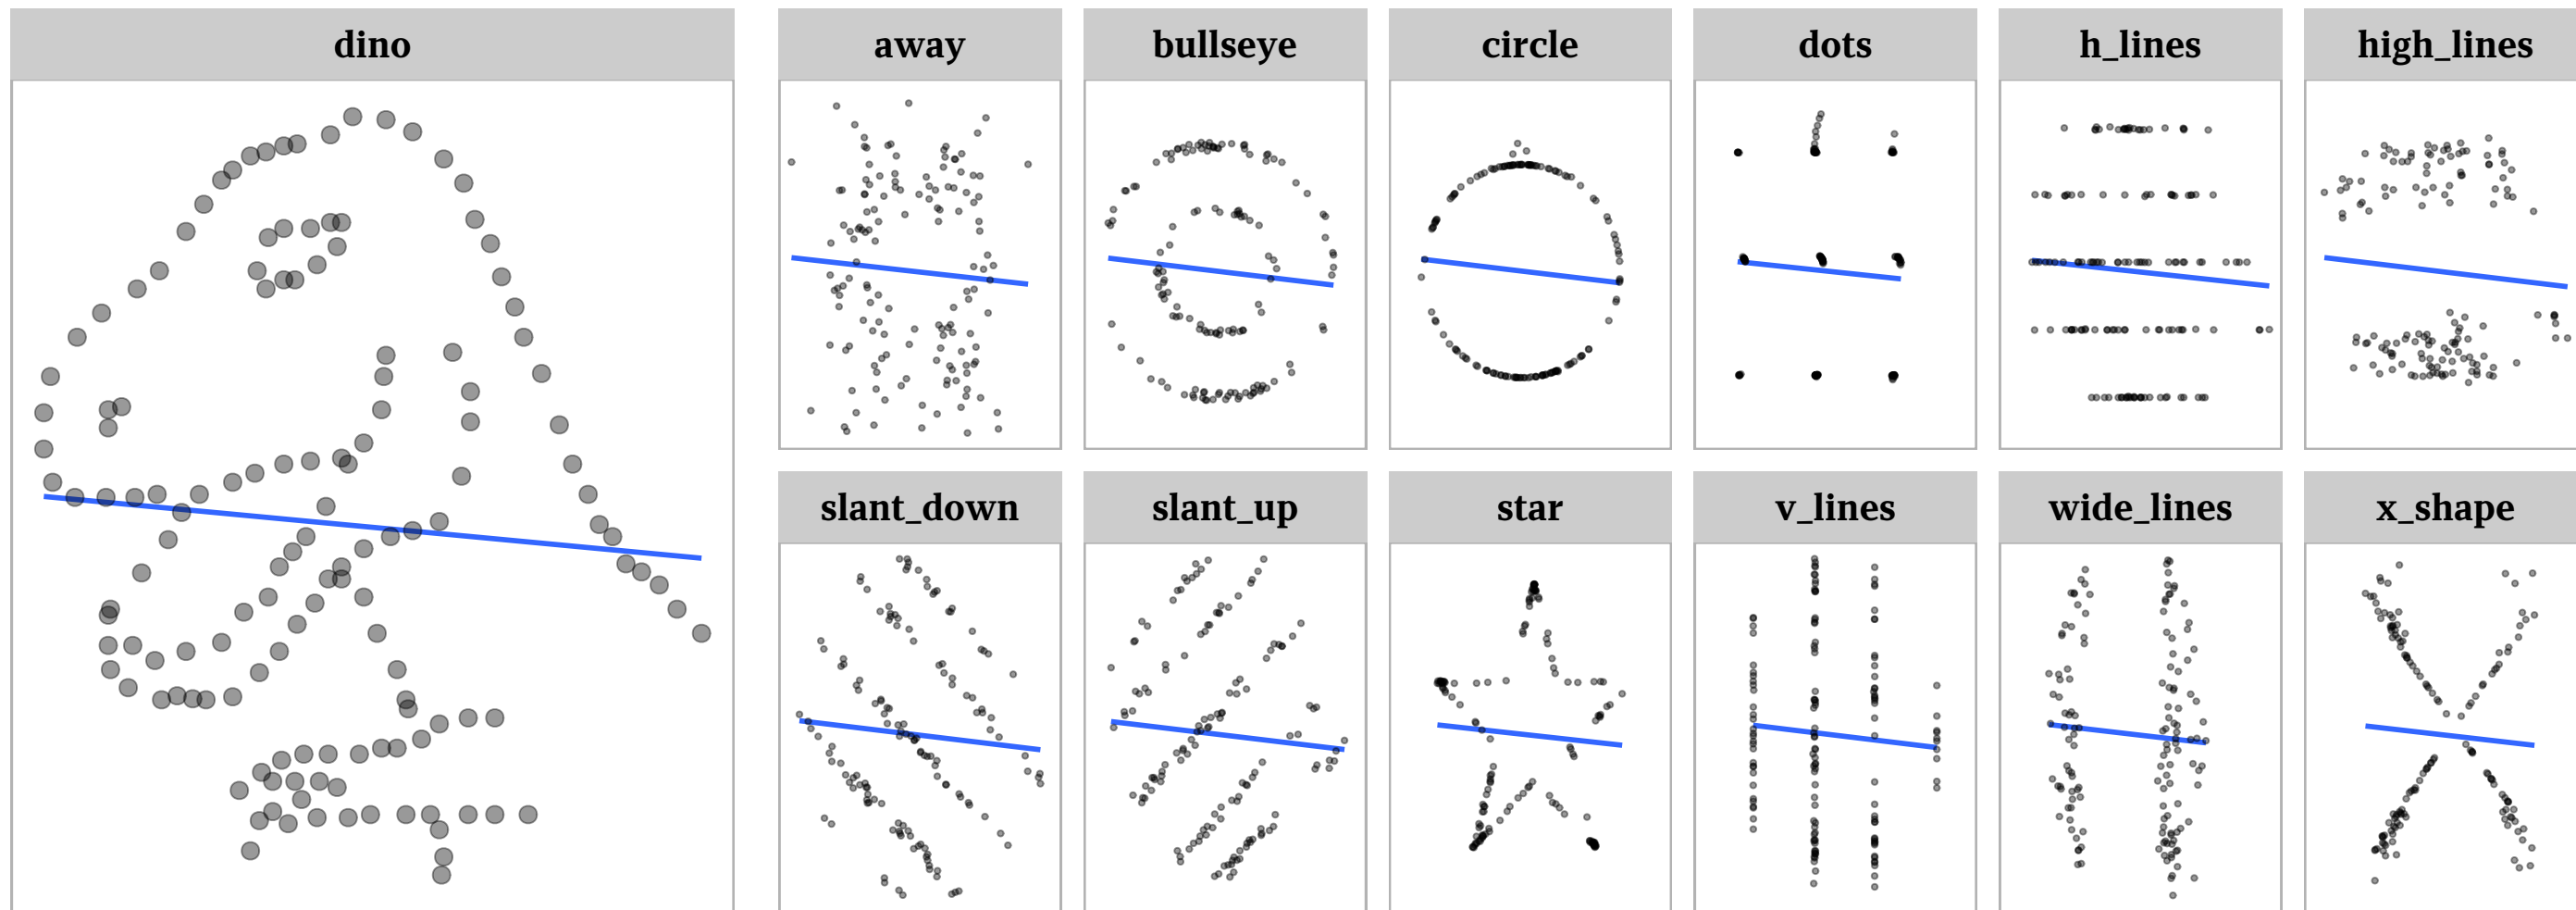 dino
away
bullseye
circle
dots
h_lines
high_lines
slant_down
slant_up
star
v_lines
wide_lines
x_shape